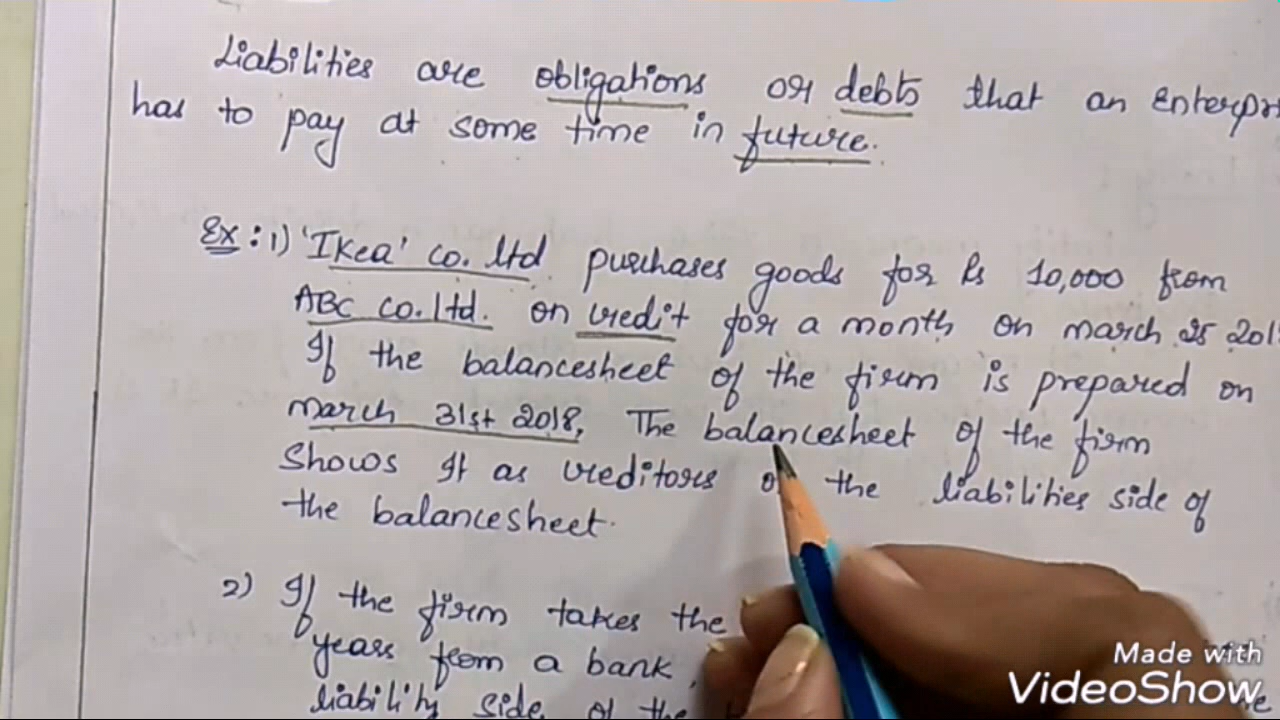 Liabilities are obligations or debts that an
has to pay at some time in future.
Ex: 1) 'Ikea' co. ltd purchases goods for Rs 10,000 from
ABC co. ltd. on credit for a month on march 25
If the balancesheet of the firm is prepared on
march 31st 2018, The balancesheet of the firm
Shows It as creditors the liabilities side of
the balancesheet.
2) If the firm takes the
years from a bank,
liability side of the
Made with
VideoShow